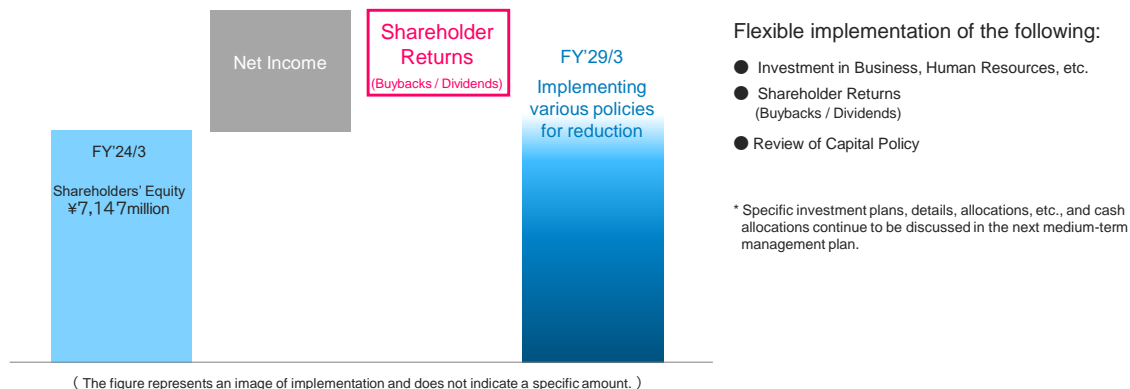 Net Income
Shareholder
Returns
(Buybacks / Dividends)
FY'29/3
Implementing
various policies
for reduction
FY'24/3
Shareholders' Equity
¥7,147million
( The figure represents an image of implementation and does not indicate a specific amount. )
Flexible implementation of the following:
● Investment in Business, Human Resources, etc.
● Shareholder Returns
(Buybacks / Dividends)
● Review of Capital Policy
* Specific investment plans, details, allocations, etc., and cash
allocations continue to be discussed in the next medium-term
management plan.